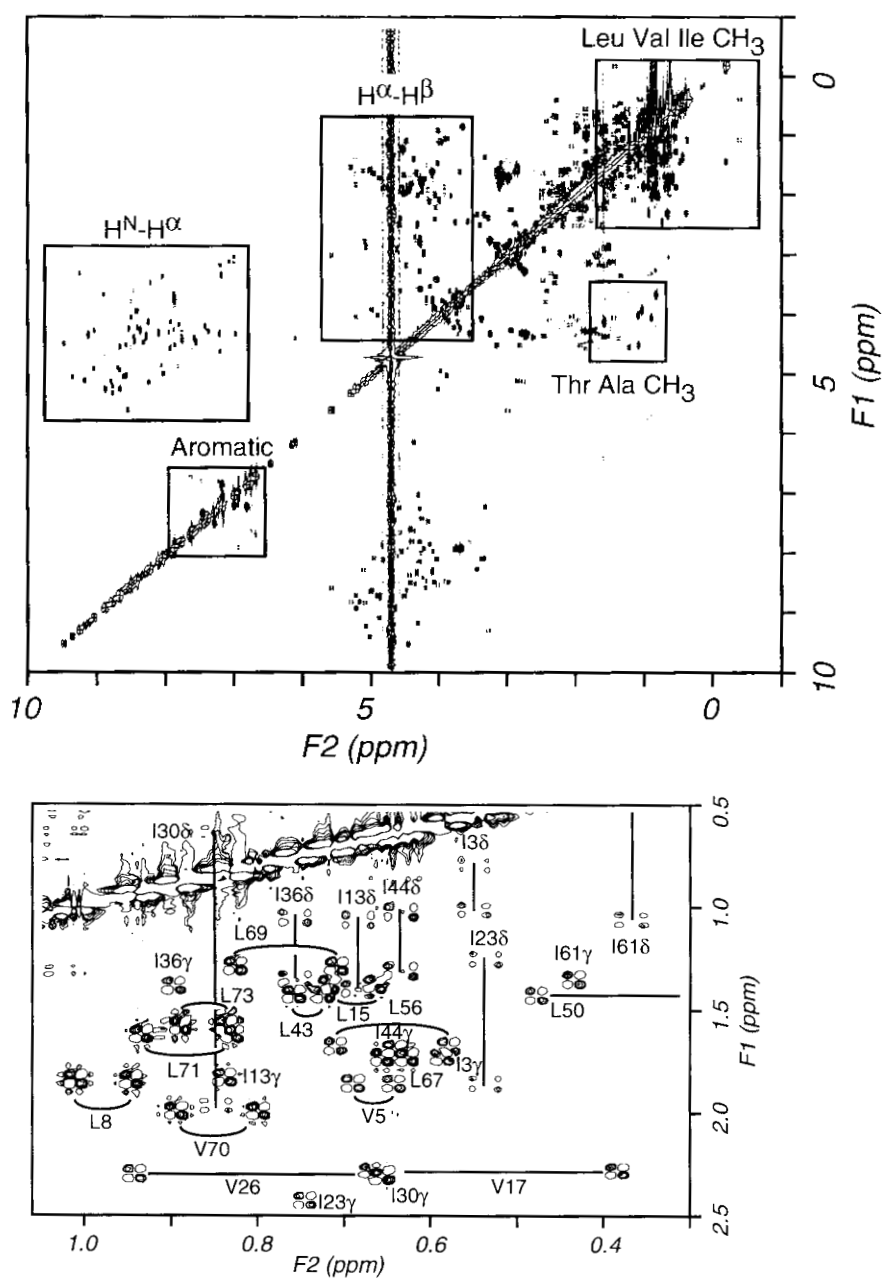 Leu Val Ile CH3
Hα-Hβ
0
HN-Hα
Thr Ala CH3
5
F1 (ppm)
Aromatic
10
10 5 0
F2 (ppm)
0.5
I30δ
I3δ
I36δ I13δ I44δ
1.0
L69
I23δ
I36γ
I61γ I61δ
L73
L56
L50
L43 L15
1.5
F1 (ppm)
I44γ
L71 I13γ
L67 I3γ
L8
V5
2.0
V70
V26 V17
I23γ I30γ
2.5
1.0 0.8 0.6 0.4
F2 (ppm)